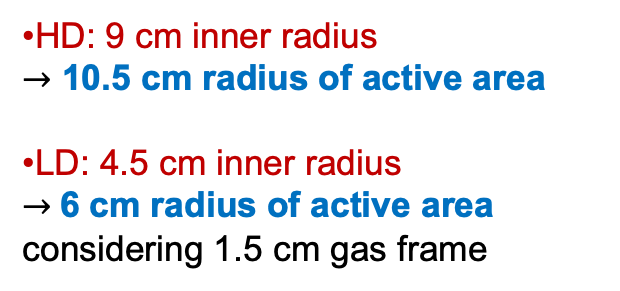 •HD: 9 cm inner radius
→ 10.5 cm radius of active area
•LD: 4.5 cm inner radius
→ 6 cm radius of active area
considering 1.5 cm gas frame